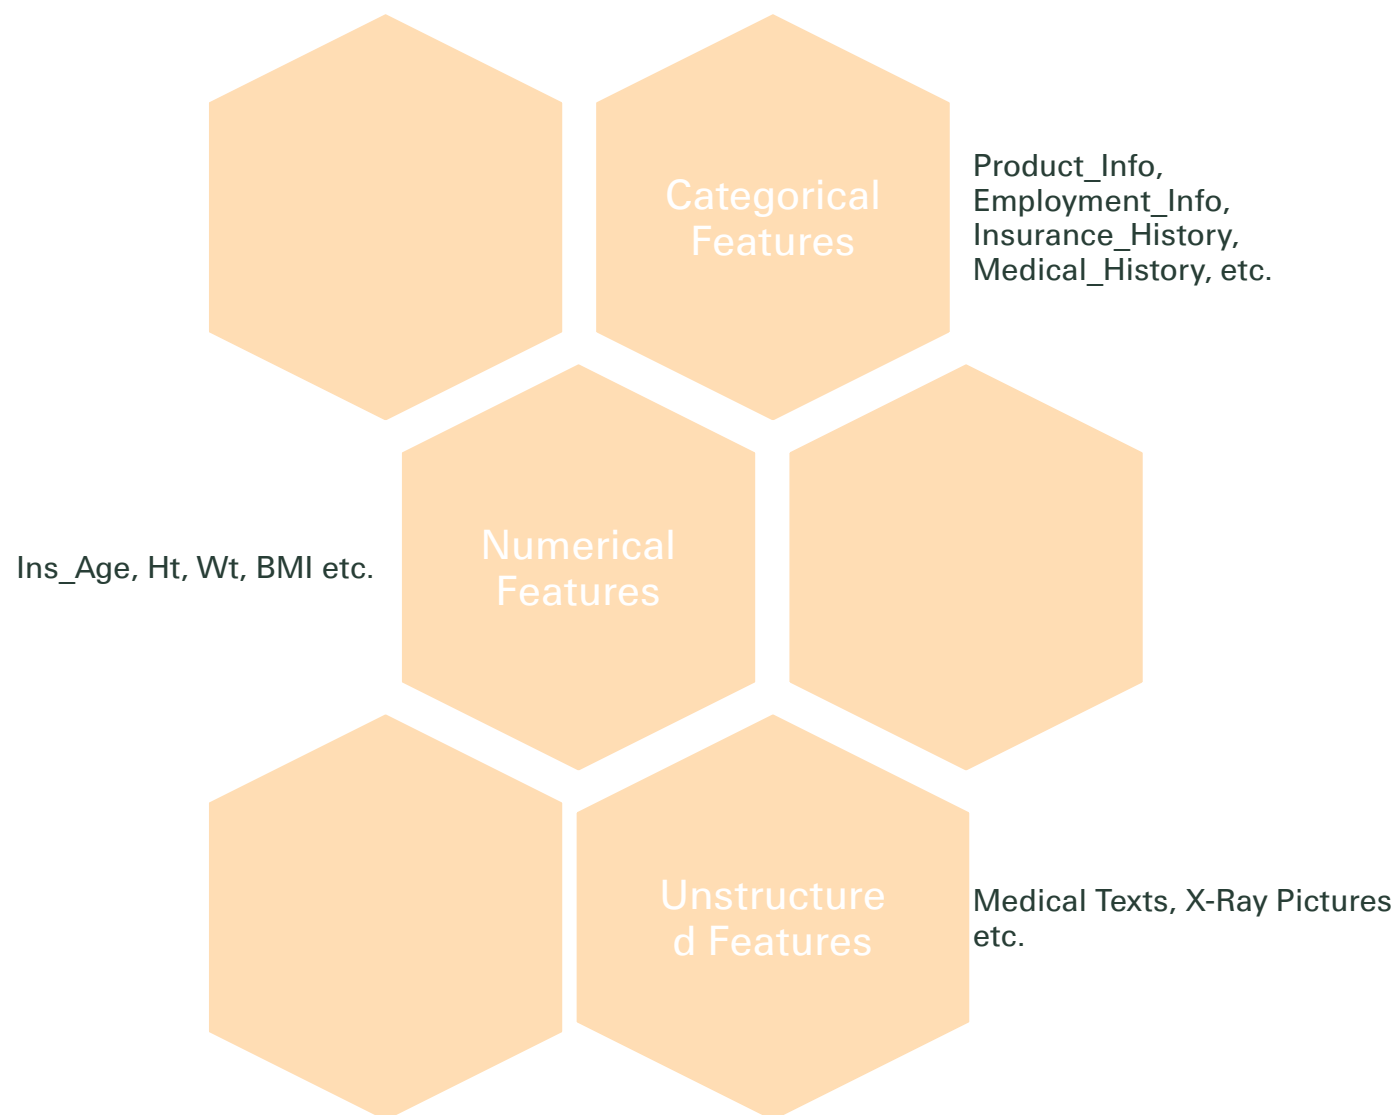 Categorical
Features
Product_Info,
Employment_Info,
Insurance_History,
Medical_History, etc.
Ins_Age, Ht, Wt, BMI etc.
Numerical
Features
Unstructure
d Features
Medical Texts, X-Ray Pictures
etc.